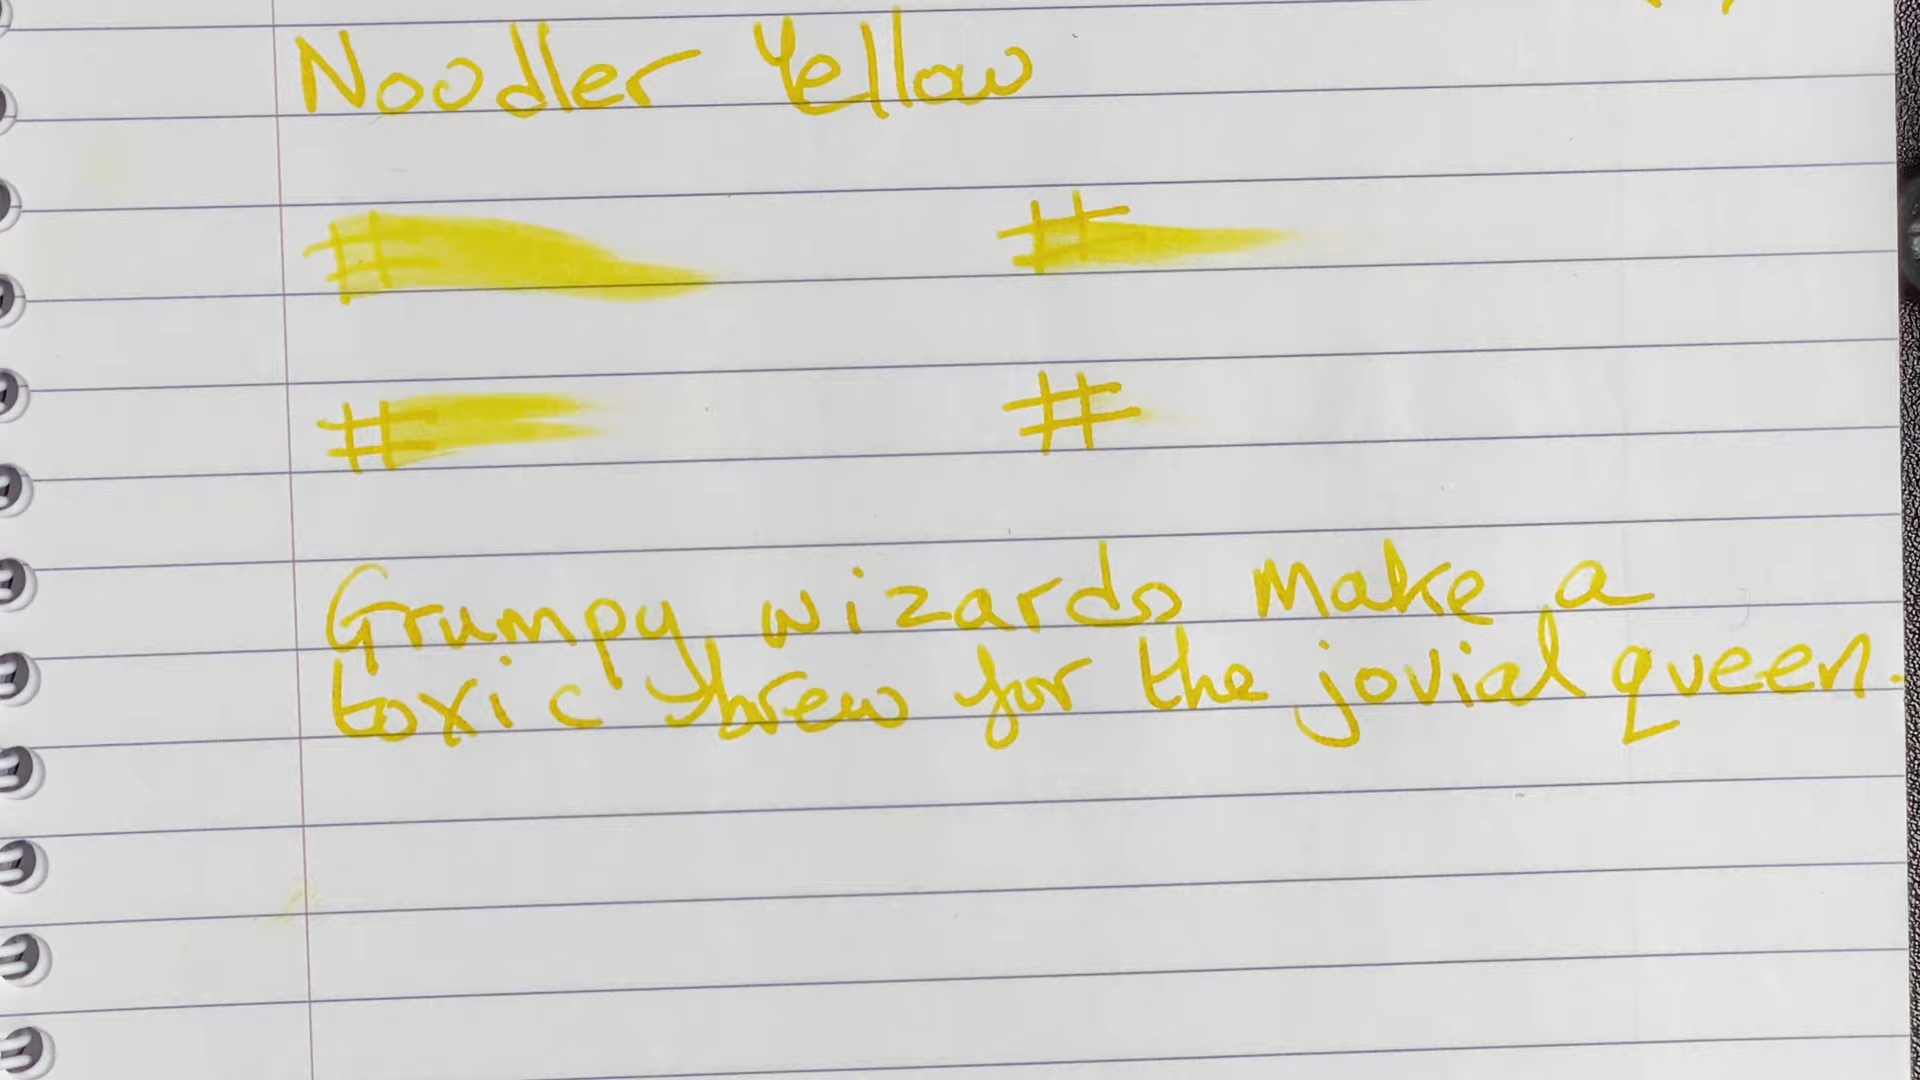 Noodler Yellow
# #
# #
Grumpy wizards make a
toxic brew for the jovial queen.